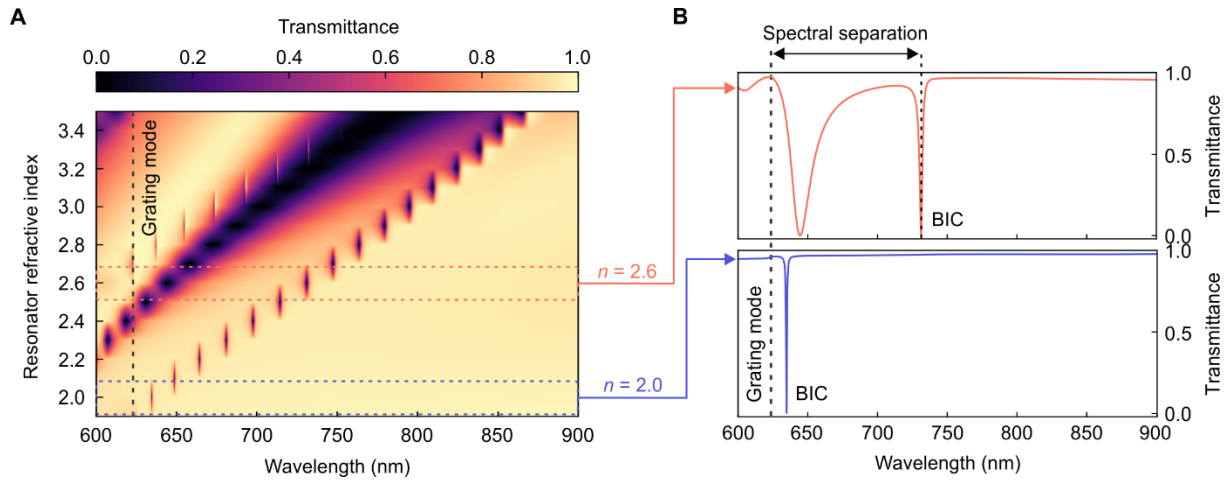 A
Transmittance
0.0 0.2 0.4 0.6 0.8 1.0
Resonator refractive index
3.4
3.2
3.0
2.8
2.6
2.4
2.2
2.0
Grating mode
600 650 700 750 800 850 900
Wavelength (nm)
n = 2.6
n = 2.0
B
Spectral separation
1.0
0.5
0.0
Transmittance
BIC
1.0
0.5
0.0
Transmittance
Grating mode
BIC
600 650 700 750 800 850 900
Wavelength (nm)